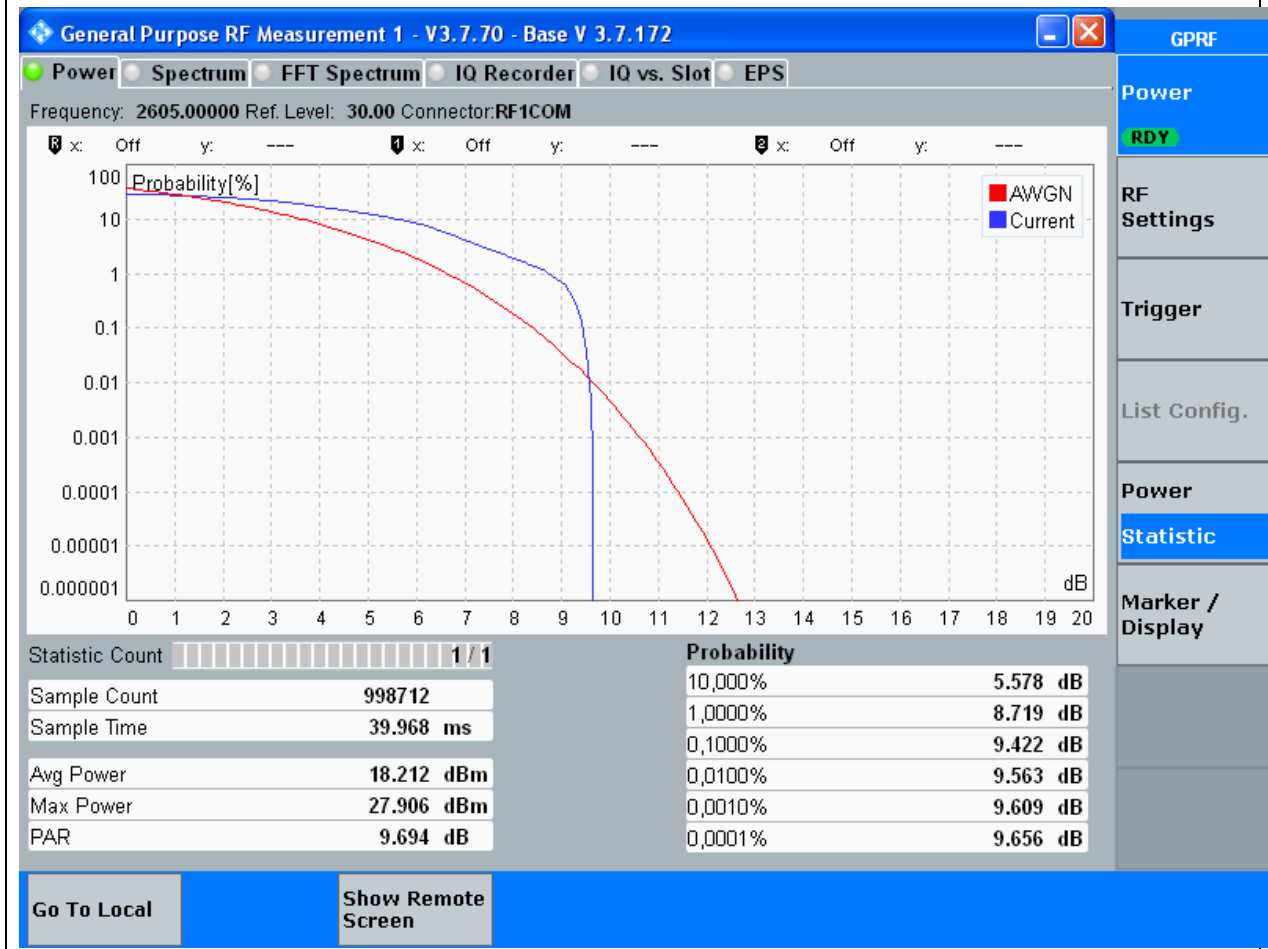 General Purpose RF Measurement 1 - V3.7.70 - Base V 3.7.172
GPRF
Power Spectrum FFT Spectrum IQ Recorder IQ vs. Slot EPS
Frequency: 2605.00000 Ref. Level: 30.00 Connector:RF1COM
R x: Off y: --- 1 x: Off y: --- 2 x: Off y: ---
Probability[%]
AWGN
Current
100
10
1
0.1
0.01
0.001
0.0001
0.00001
0.000001
dB
0 1 2 3 4 5 6 7 8 9 10 11 12 13 14 15 16 17 18 19 20
Statistic Count 1 / 1
Sample Count 998712
Sample Time 39.968 ms
Avg Power 18.212 dBm
Max Power 27.906 dBm
PAR 9.694 dB
Probability
10,000% 5.578 dB
1,0000% 8.719 dB
0,1000% 9.422 dB
0,0100% 9.563 dB
0,0010% 9.609 dB
0,0001% 9.656 dB
Power
RDY
RF
Settings
Trigger
List Config.
Power
Statistic
Marker /
Display
Go To Local
Show Remote
Screen